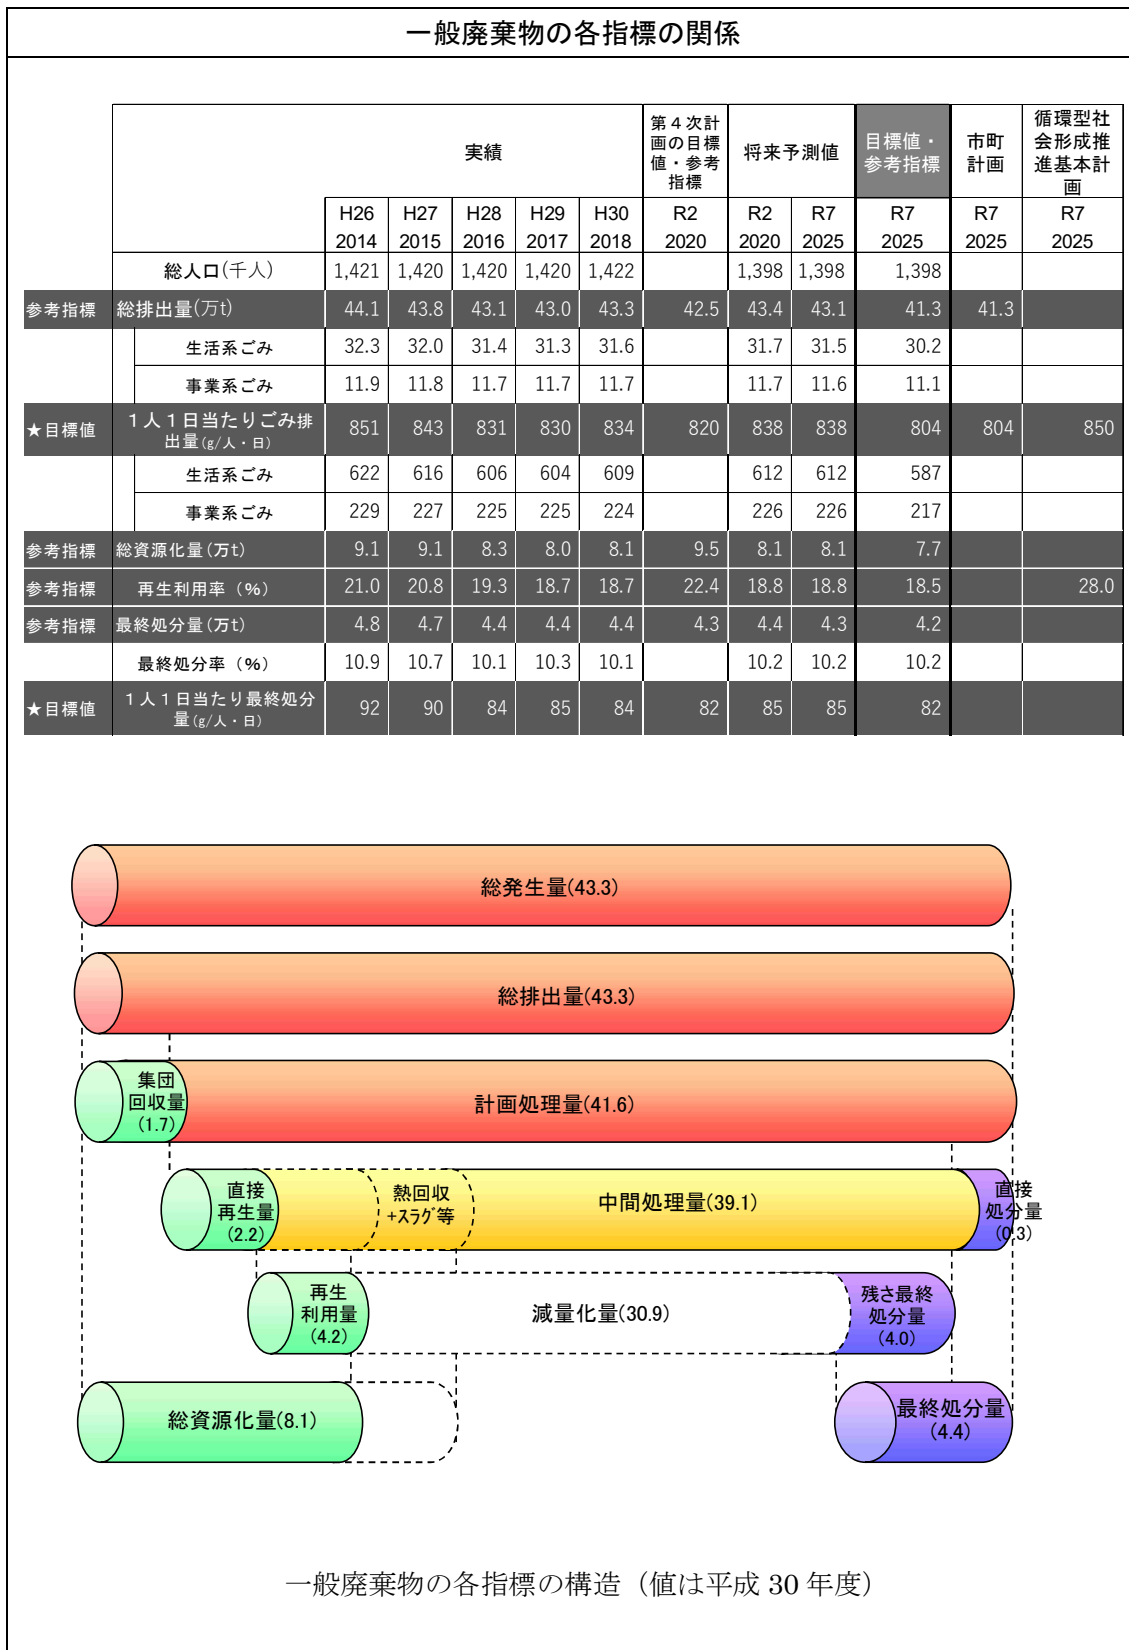 一般廃棄物の各指標の関係
実績 第４次計画の目標値・参考指標 将来予測値 目標値・参考指標 市町計画 循環型社会形成推進基本計画
H26 H27 H28 H29 H30 R2 R2 R7 R7 R7 R7
2014 2015 2016 2017 2018 2020 2020 2025 2025 2025 2025
総人口(千人) 1,421 1,420 1,420 1,420 1,422 1,398 1,398 1,398
参考指標 総排出量(万t) 44.1 43.8 43.1 43.0 43.3 42.5 43.4 43.1 41.3 41.3
生活系ごみ 32.3 32.0 31.4 31.3 31.6 31.7 31.5 30.2
事業系ごみ 11.9 11.8 11.7 11.7 11.7 11.7 11.6 11.1
★目標値 １人１日当たりごみ排出量(g/人・日) 851 843 831 830 834 820 838 838 804 804 850
生活系ごみ 622 616 606 604 609 612 612 587
事業系ごみ 229 227 225 225 224 226 226 217
参考指標 総資源化量(万t) 9.1 9.1 8.3 8.0 8.1 9.5 8.1 8.1 7.7
参考指標 再生利用率（%） 21.0 20.8 19.3 18.7 18.7 22.4 18.8 18.8 18.5 28.0
参考指標 最終処分量(万t) 4.8 4.7 4.4 4.4 4.4 4.3 4.4 4.3 4.2
最終処分率（%） 10.9 10.7 10.1 10.3 10.1 10.2 10.2 10.2
★目標値 １人１日当たり最終処分量(g/人・日) 92 90 84 85 84 82 85 85 82
総発生量(43.3)
総排出量(43.3)
集団
回収量
(1.7)
計画処理量(41.6)
直接
再生量
(2.2)
熱回収
+ｽﾗｸﾞ等
中間処理量(39.1)
直接
処分量
(0.3)
再生
利用量
(4.2)
減量化量(30.9)
残さ最終
処分量
(4.0)
総資源化量(8.1)
最終処分量
(4.4)
一般廃棄物の各指標の構造（値は平成 30 年度）